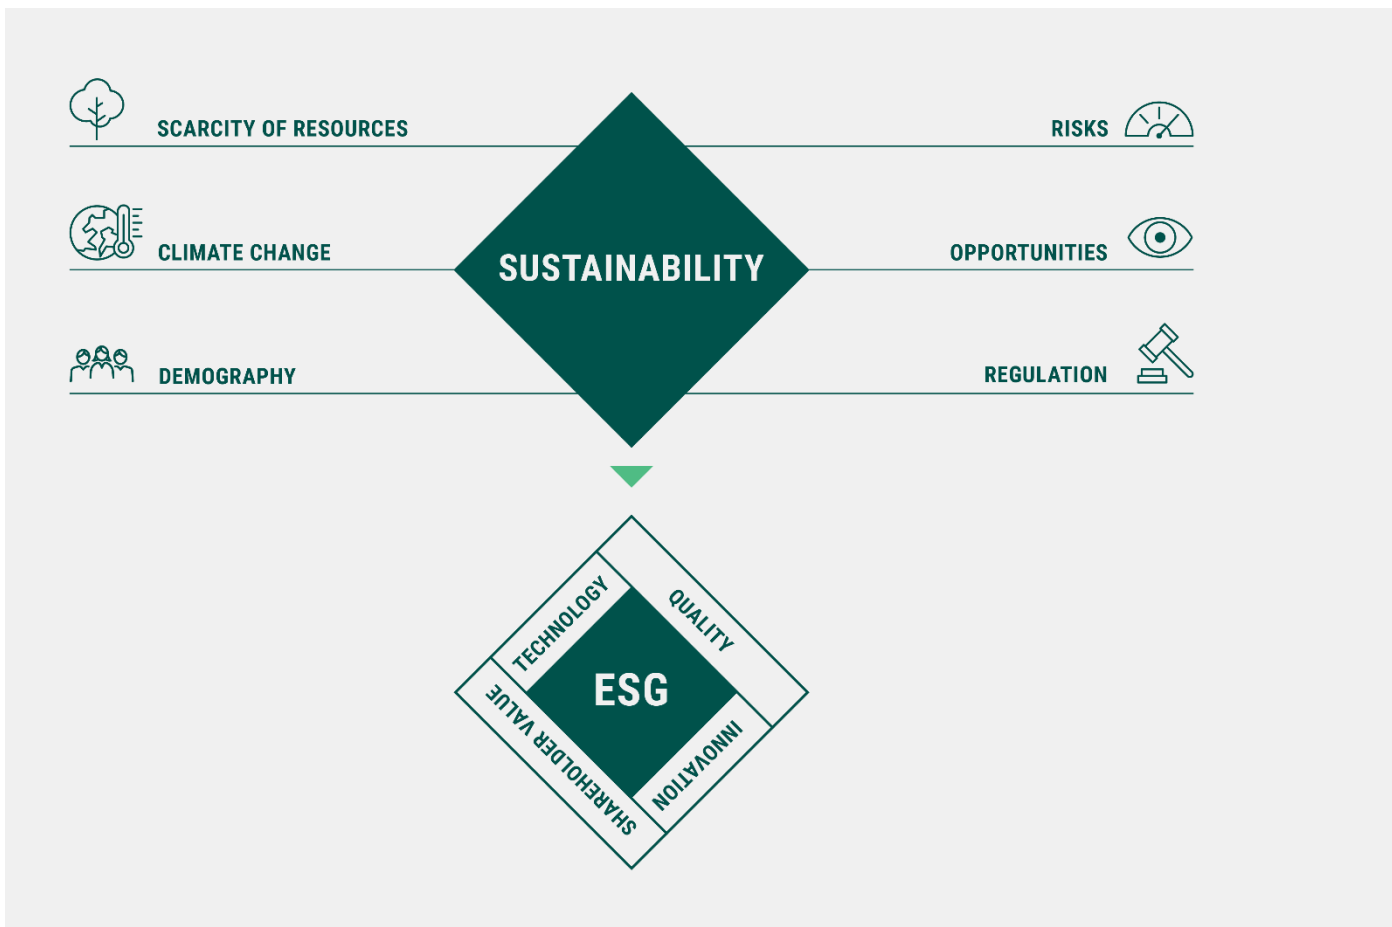 SCARCITY OF RESOURCES
RISKS
CLIMATE CHANGE
SUSTAINABILITY
OPPORTUNITIES
DEMOGRAPHY
REGULATION
TECHNOLOGY
QUALITY
ESG
SHAREHOLDER VALUE
INNOVATION